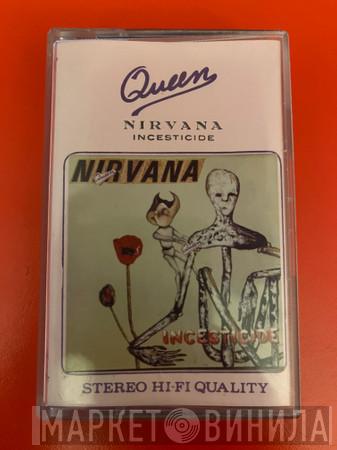 Queen
NIRVANA
INCESTICIDE
NIRVANA
INCESTICIDE
STEREO HI-FI QUALITY
МАРКЕТ ВИНИЛА